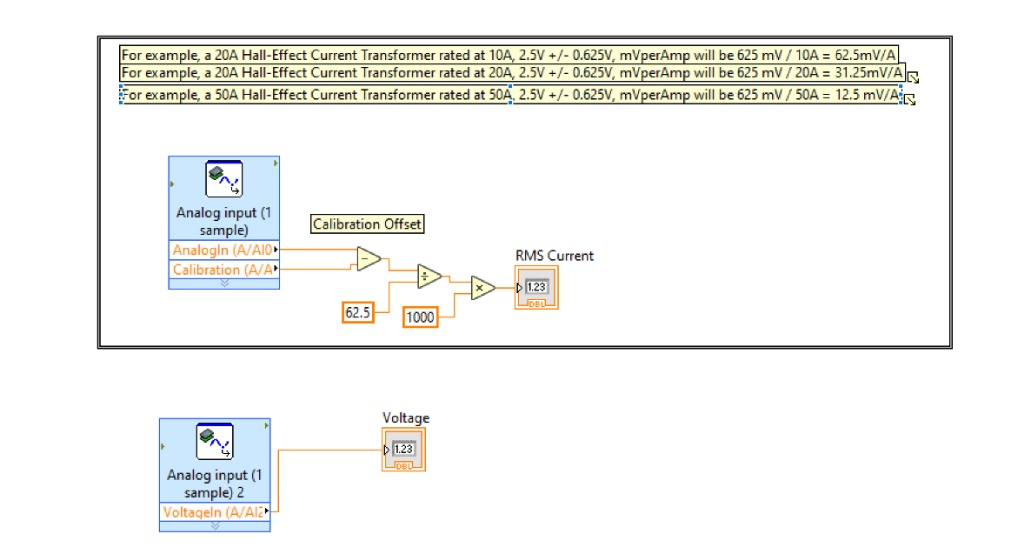 For example, a 20A Hall-Effect Current Transformer rated at 10A, 2.5V +/- 0.625V, mVperAmp will be 625 mV / 10A = 62.5mV/A
For example, a 20A Hall-Effect Current Transformer rated at 20A, 2.5V +/- 0.625V, mVperAmp will be 625 mV / 20A = 31.25mV/A
For example, a 50A Hall-Effect Current Transformer rated at 50A, 2.5V +/- 0.625V, mVperAmp will be 625 mV / 50A = 12.5 mV/A
Analog input (1
sample)
AnalogIn (A/AI0
Calibration (A/A
Calibration Offset
-
÷
×
62.5
1000
RMS Current
1.23
DBL
Voltage
1.23
DBL
Analog input (1
sample) 2
VoltageIn (A/AI2